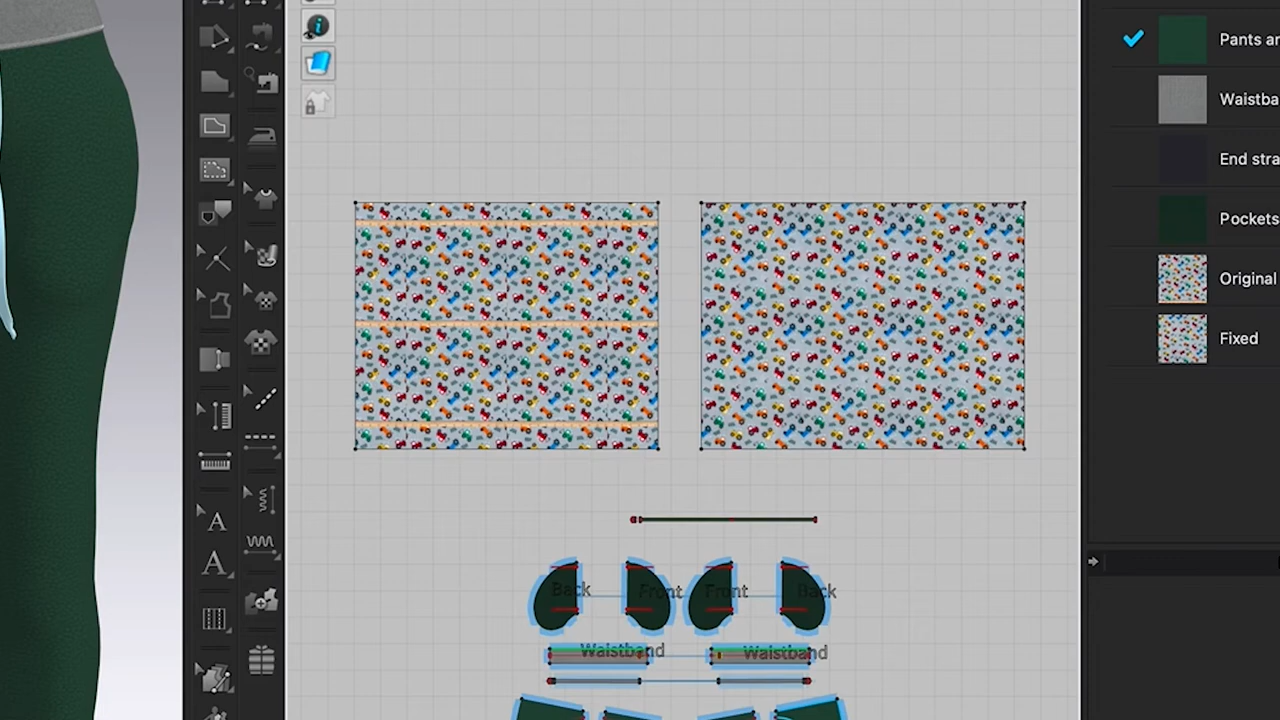 Pants ar
Waistba
End stra
Pockets
Original
Fixed
Back
Front
Front
Back
Waistband
Waistband